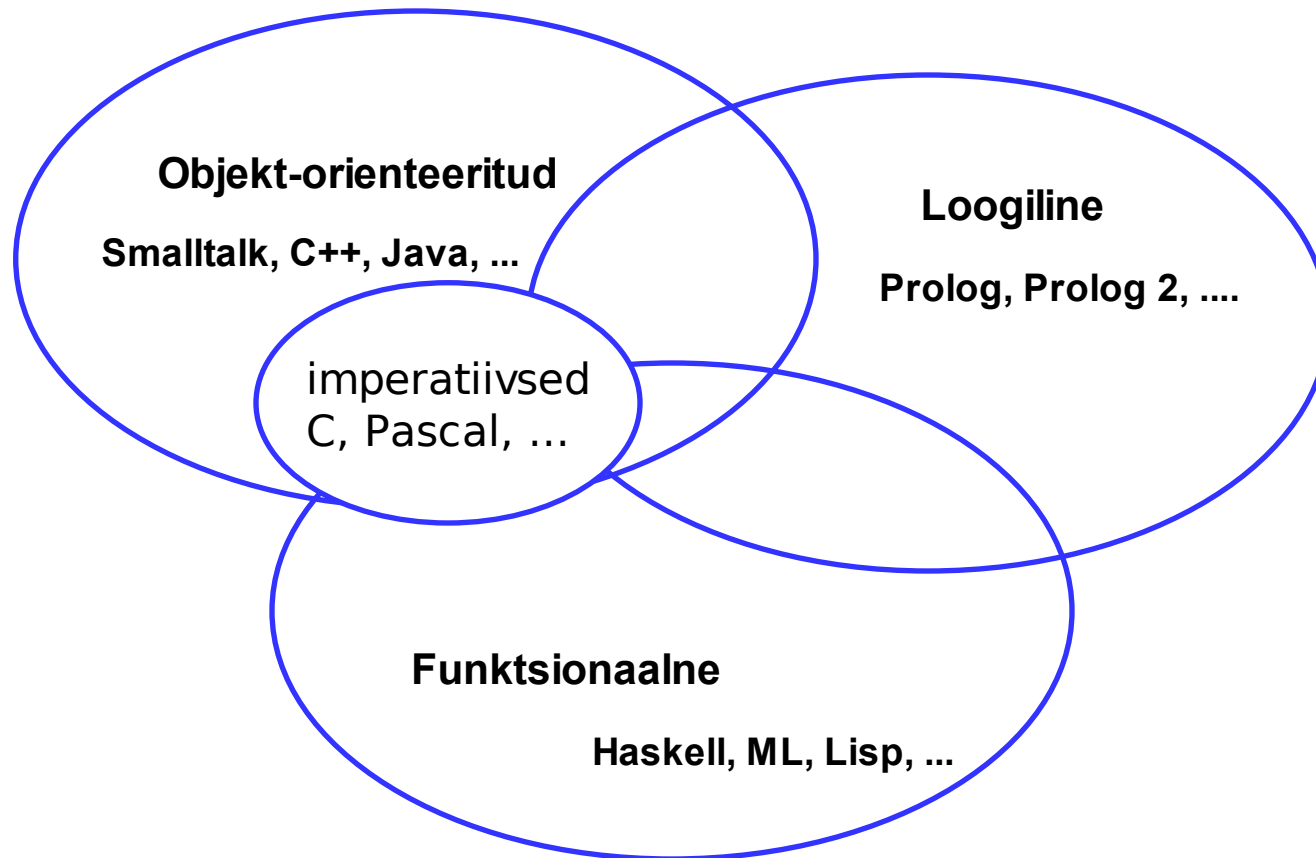 Objekt-orienteeritud
Smalltalk, C++, Java, ...
Loogiline
Prolog, Prolog 2, ....
imperatiivsed
C, Pascal, ...
Funktsionaalne
Haskell, ML, Lisp, ...